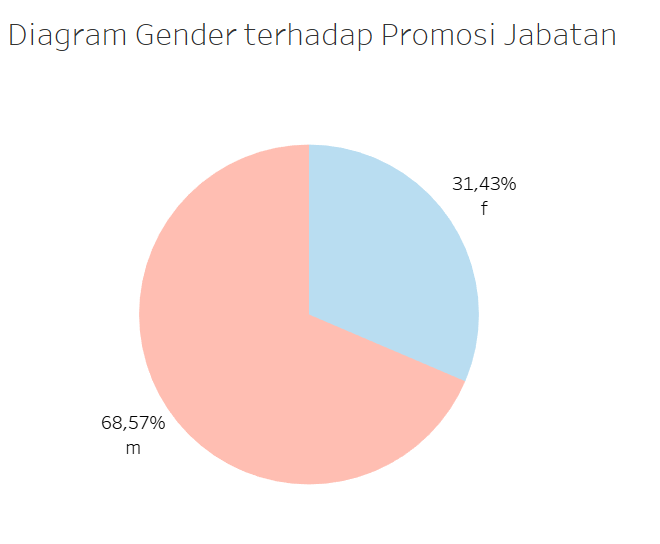 Diagram Gender terhadap Promosi Jabatan
31,43%
f
68,57%
m